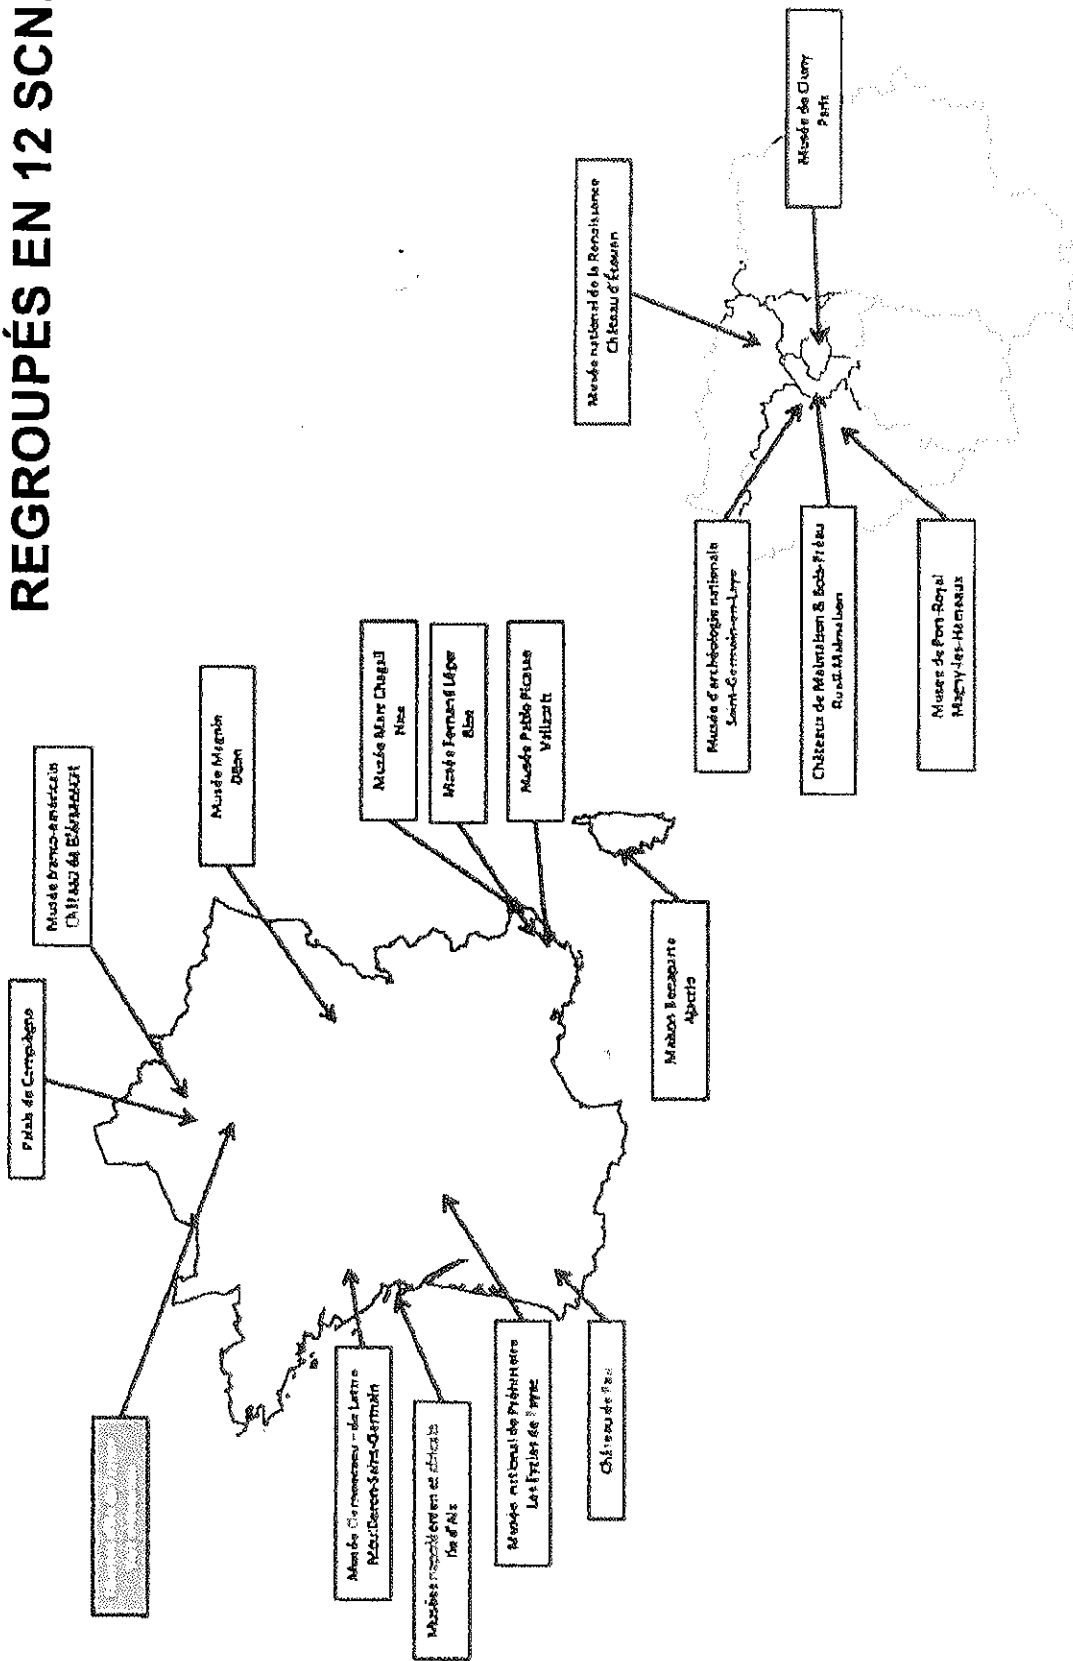 REGROUPÉS EN 12 SCN
Palais de Compiègne
Musée franco-américain
Château de Blérancourt
Musée Magnin
Dijon
Musée Marc Chagall
Nice
Musée Fernand Léger
Biot
Musée Pablo Picasso
Vallauris
Maison Bonaparte
Ajaccio
Musée Clemenceau - de Lattre
Mouilleron-Saint-Germain
Musées napoléonien et africain
Ile d'Aix
Musée national de Préhistoire
Les Eyzies de Tayac
Château de Pau
Musée national de la Renaissance
Château d'Écouen
Musée de Cluny
Paris
Musée d'archéologie nationale
Saint-Germain-en-Laye
Châteaux de Malmaison & Bois-Préau
Rueil-Malmaison
Musée de Port-Royal
Magny-les-Hameaux